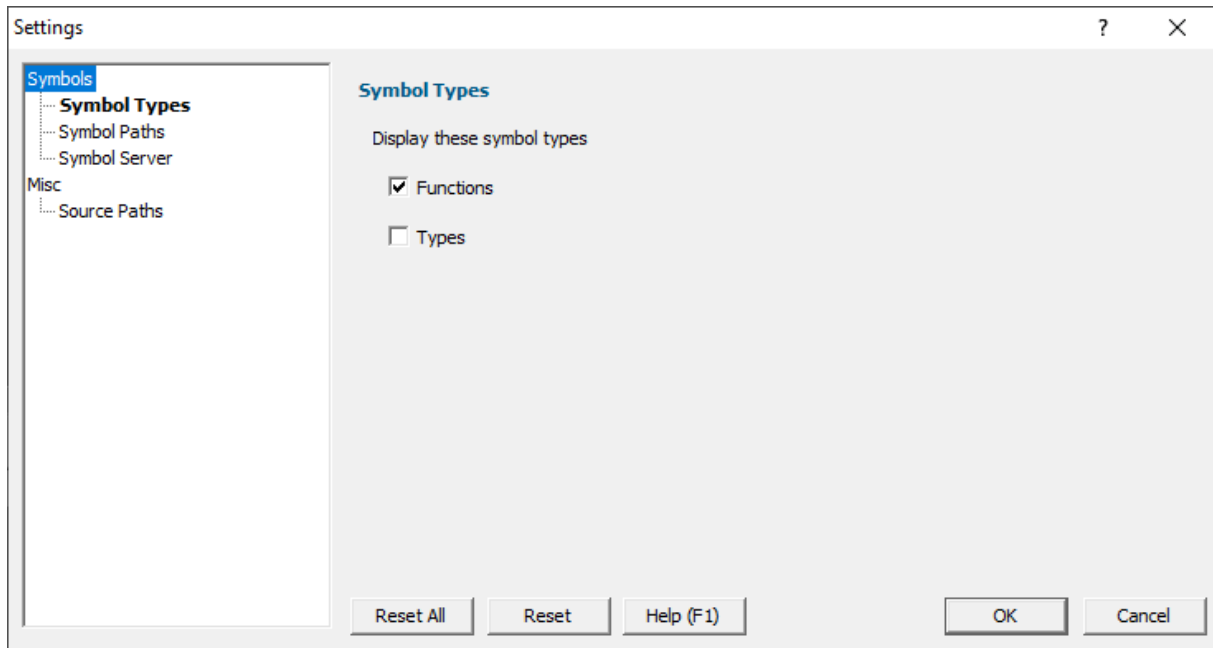 Settings
?
Symbols
Symbol Types
Symbol Paths
Symbol Server
Misc
Source Paths
Symbol Types
Display these symbol types
Functions
Types
Reset All
Reset
Help (F1)
OK
Cancel